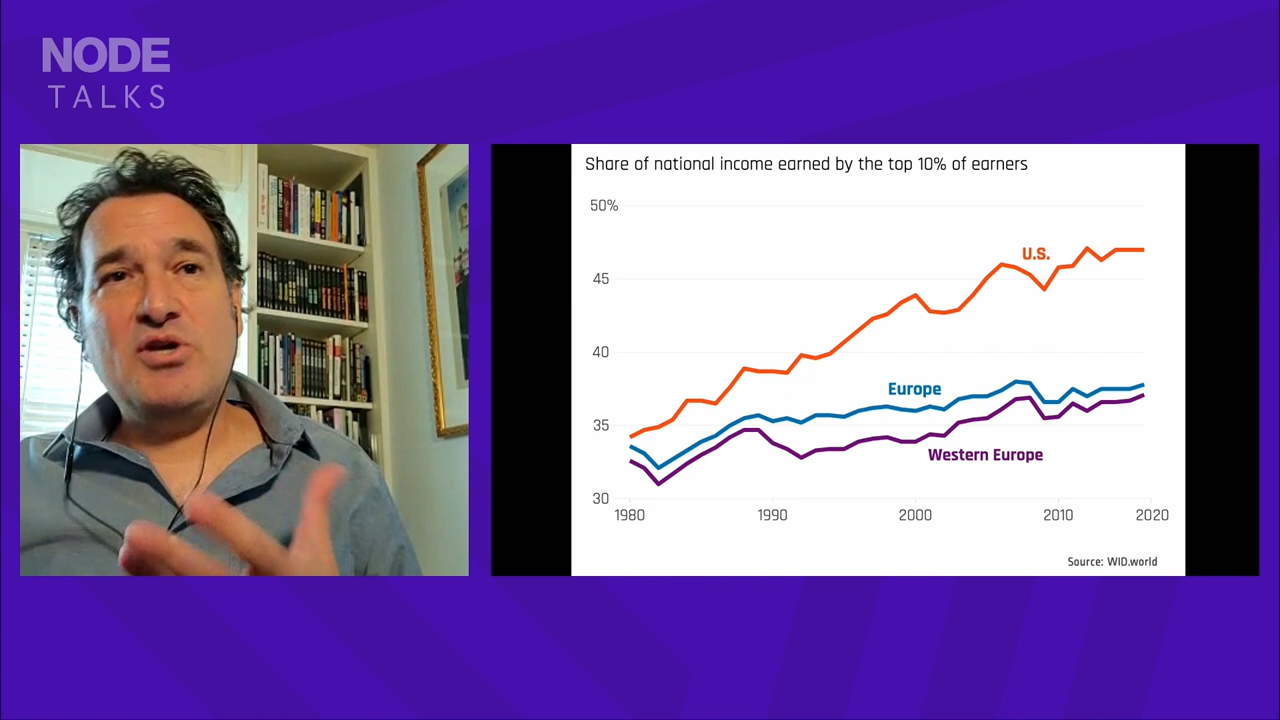 NODE
TALKS
Share of national income earned by the top 10% of earners
50%
45
40
35
30
U.S.
Europe
Western Europe
1980 1990 2000 2010 2020
Source: WID.world